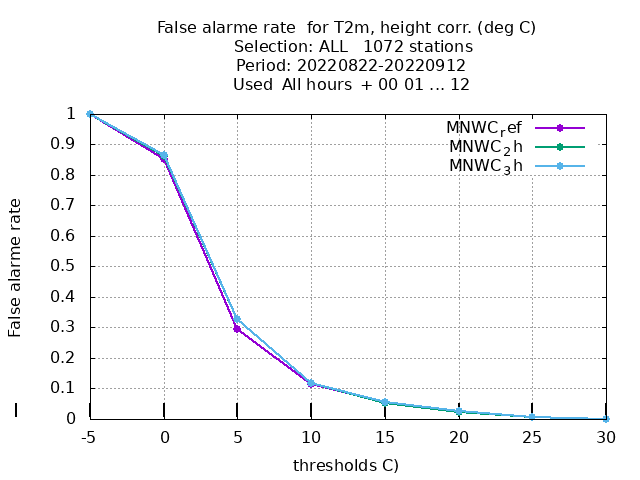 False alarme rate  for T2m, height corr. (deg C)
Selection: ALL   1072 stations
Period: 20220822-20220912
Used  All hours  + 00 01 ... 12
MNWC_ref
MNWC_2h
MNWC_3h
False alarme rate
1
0.9
0.8
0.7
0.6
0.5
0.4
0.3
0.2
0.1
0
-5 0 5 10 15 20 25 30
thresholds C)